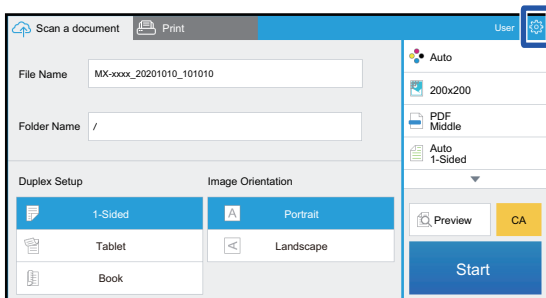 Scan a document
Print
User
File Name
MX-xxxx_20201010_101010
Folder Name
/
Duplex Setup
1-Sided
Tablet
Book
Image Orientation
A
Portrait
A
Landscape
Auto
200x200
PDF
Middle
Auto
1-Sided
Preview
CA
Start